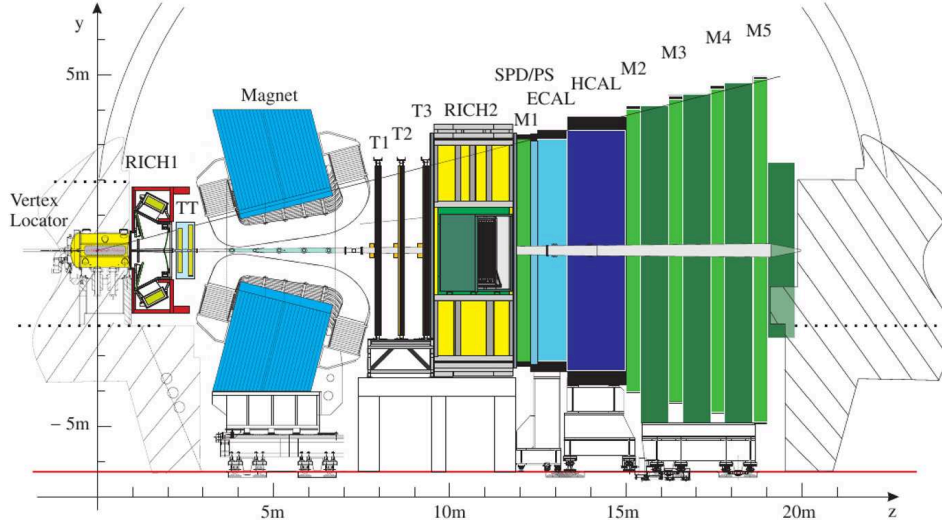 y
5m
Magnet
RICH1
Vertex
Locator
TT
T1
T2
T3
RICH2
M1
SPD/PS
ECAL
HCAL
M2
M3
M4
M5
− 5m
5m
10m
15m
20m
z